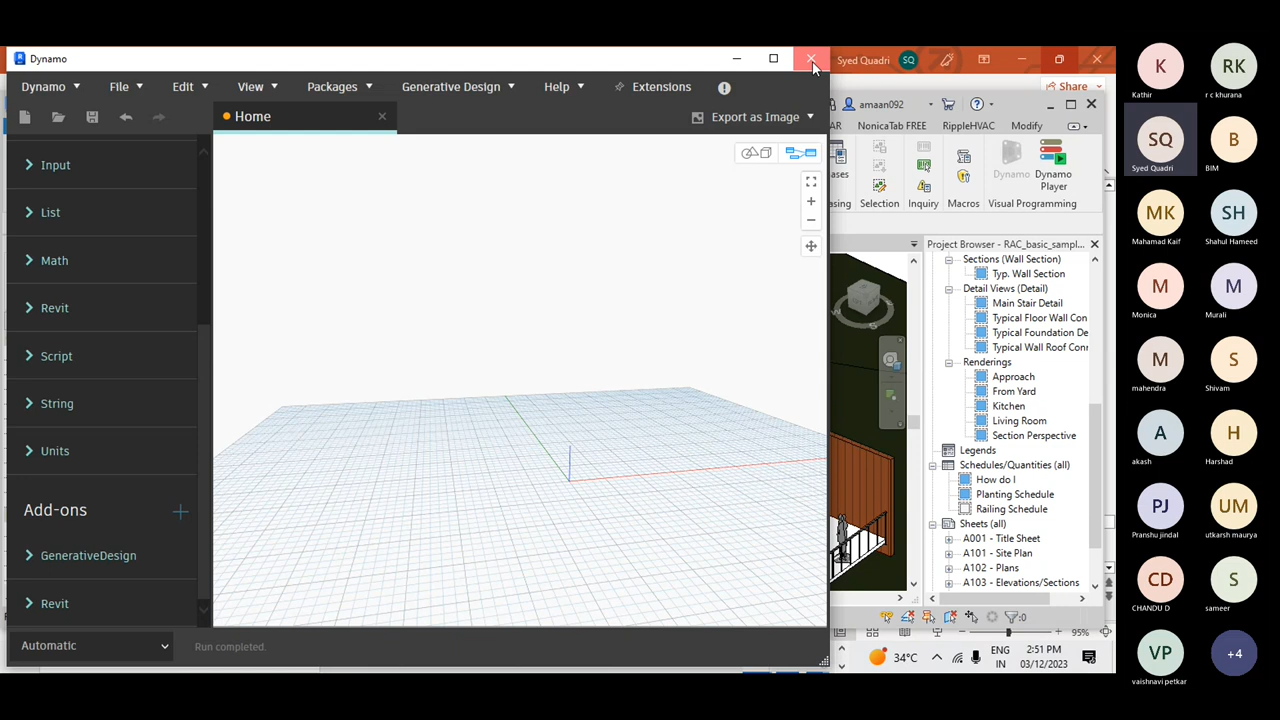 Dynamo
Dynamo
File
Edit
View
Packages
Generative Design
Help
Extensions
Home
Export as Image
Input
List
Math
Revit
Script
String
Units
Add-ons
GenerativeDesign
Revit
Automatic
Run completed.
Syed Quadri
SQ
Share
amaan092
NonicaTab FREE
RippleHVAC
Modify
Dynamo
Dynamo
Player
Selection
Inquiry
Macros
Visual Programming
Project Browser - RAC_basic_sampl...
Sections (Wall Section)
Typ. Wall Section
Detail Views (Detail)
Main Stair Detail
Typical Floor Wall Con
Typical Foundation De
Typical Wall Roof Conr
Renderings
Approach
From Yard
Kitchen
Living Room
Section Perspective
Legends
Schedules/Quantities (all)
How do I
Planting Schedule
Railing Schedule
Sheets (all)
A001 - Title Sheet
A101 - Site Plan
A102 - Plans
A103 - Elevations/Sections
:0
95%
34°C
ENG
IN
2:51 PM
03/12/2023
K
Kathir
RK
r c khurana
SQ
Syed Quadri
B
BIM
MK
Mahamad Kaif
SH
Shahul Hameed
M
Monica
M
Murali
M
mahendra
S
Shivam
A
akash
H
Harshad
PJ
Pranshu jindal
UM
utkarsh maurya
CD
CHANDU D
S
sameer
VP
vaishnavi petkar
+4